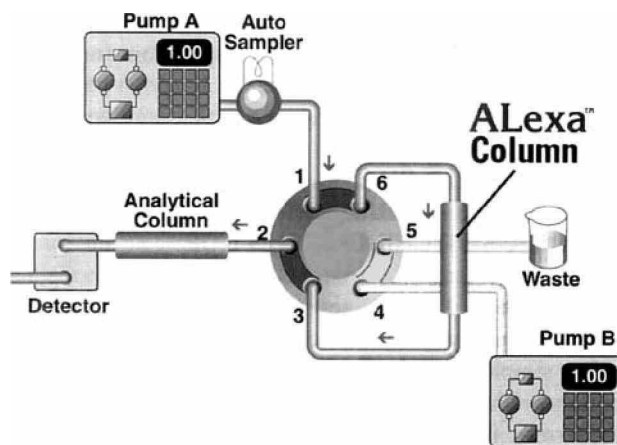 Pump A
1.00
Auto
Sampler
ALexa™
Column
1
6
Analytical
Column
2
5
Detector
3
4
Waste
Pump B
1.00